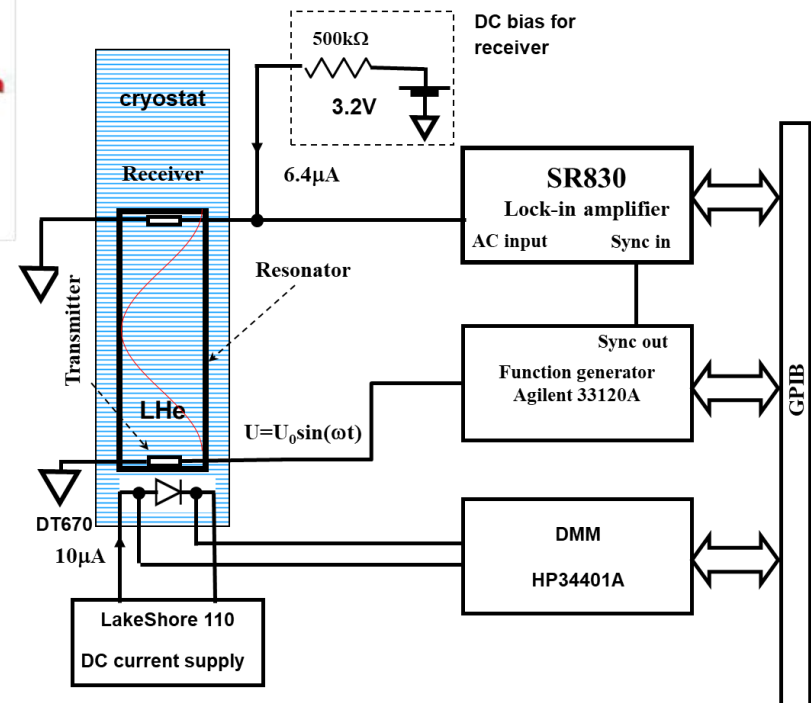 DC bias for
receiver
500kΩ
3.2V
cryostat
Receiver
6.4μA
SR830
Lock-in amplifier
AC input
Sync in
Resonator
Transmitter
Sync out
Function generator
Agilent 33120A
GPIB
LHe
U=U₀sin(ωt)
DT670
10μA
DMM
HP34401A
LakeShore 110
DC current supply